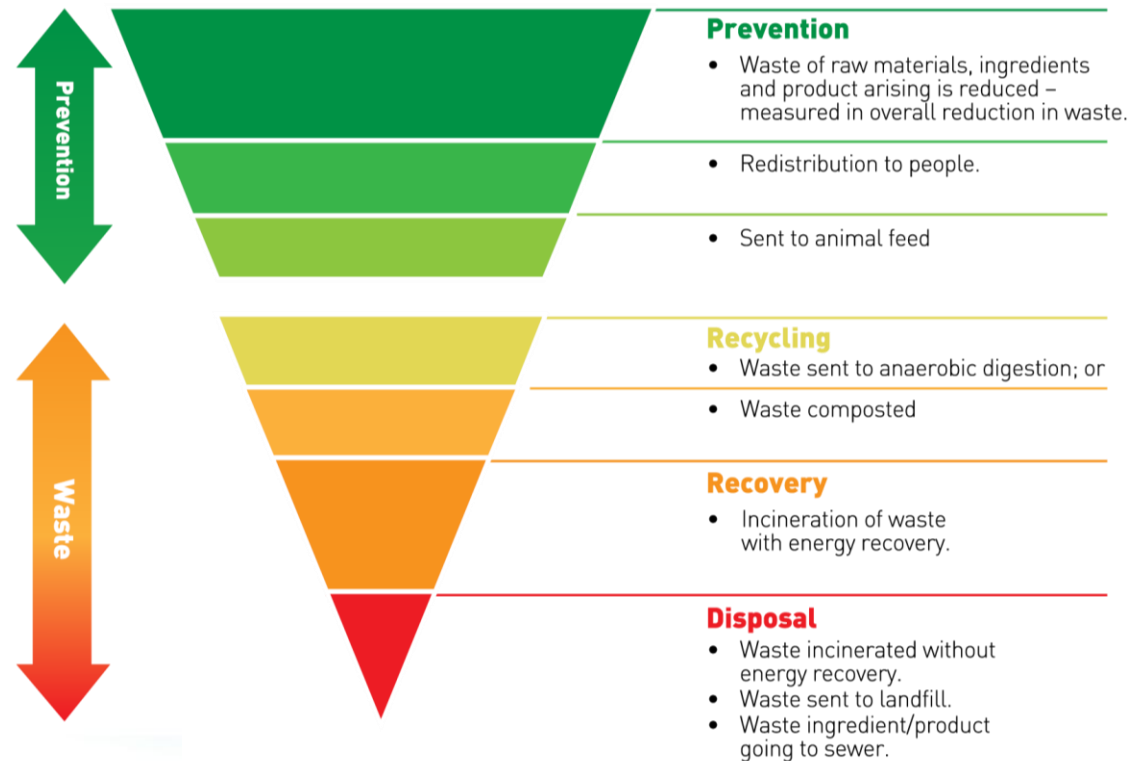 Prevention
Prevention
• Waste of raw materials, ingredients
and product arising is reduced –
measured in overall reduction in waste.
• Redistribution to people.
• Sent to animal feed
Waste
Recycling
• Waste sent to anaerobic digestion; or
• Waste composted
Recovery
• Incineration of waste
with energy recovery.
Disposal
• Waste incinerated without
energy recovery.
• Waste sent to landfill.
• Waste ingredient/product
going to sewer.